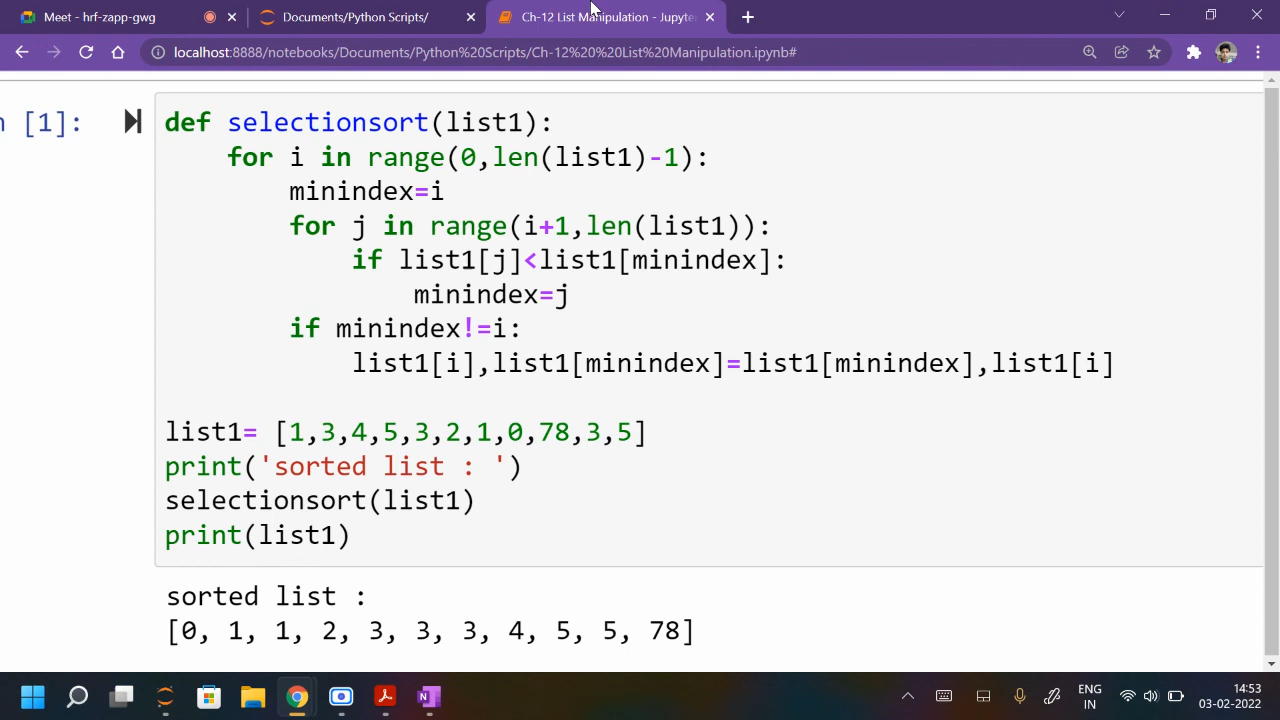 Meet - hrf-zapp-gwg
Documents/Python Scripts/
Ch-12 List Manipulation - Jupyte
localhost:8888/notebooks/Documents/Python%20Scripts/Ch-12%20%20List%20Manipulation.ipynb#
n [1]:
def selectionsort(list1):
    for i in range(0,len(list1)-1):
        minindex=i
        for j in range(i+1,len(list1)):
            if list1[j]<list1[minindex]:
                minindex=j
        if minindex!=i:
            list1[i],list1[minindex]=list1[minindex],list1[i]
list1= [1,3,4,5,3,2,1,0,78,3,5]
print('sorted list : ')
selectionsort(list1)
print(list1)
sorted list :
[0, 1, 1, 2, 3, 3, 3, 4, 5, 5, 78]
ENG
IN
14:53
03-02-2022